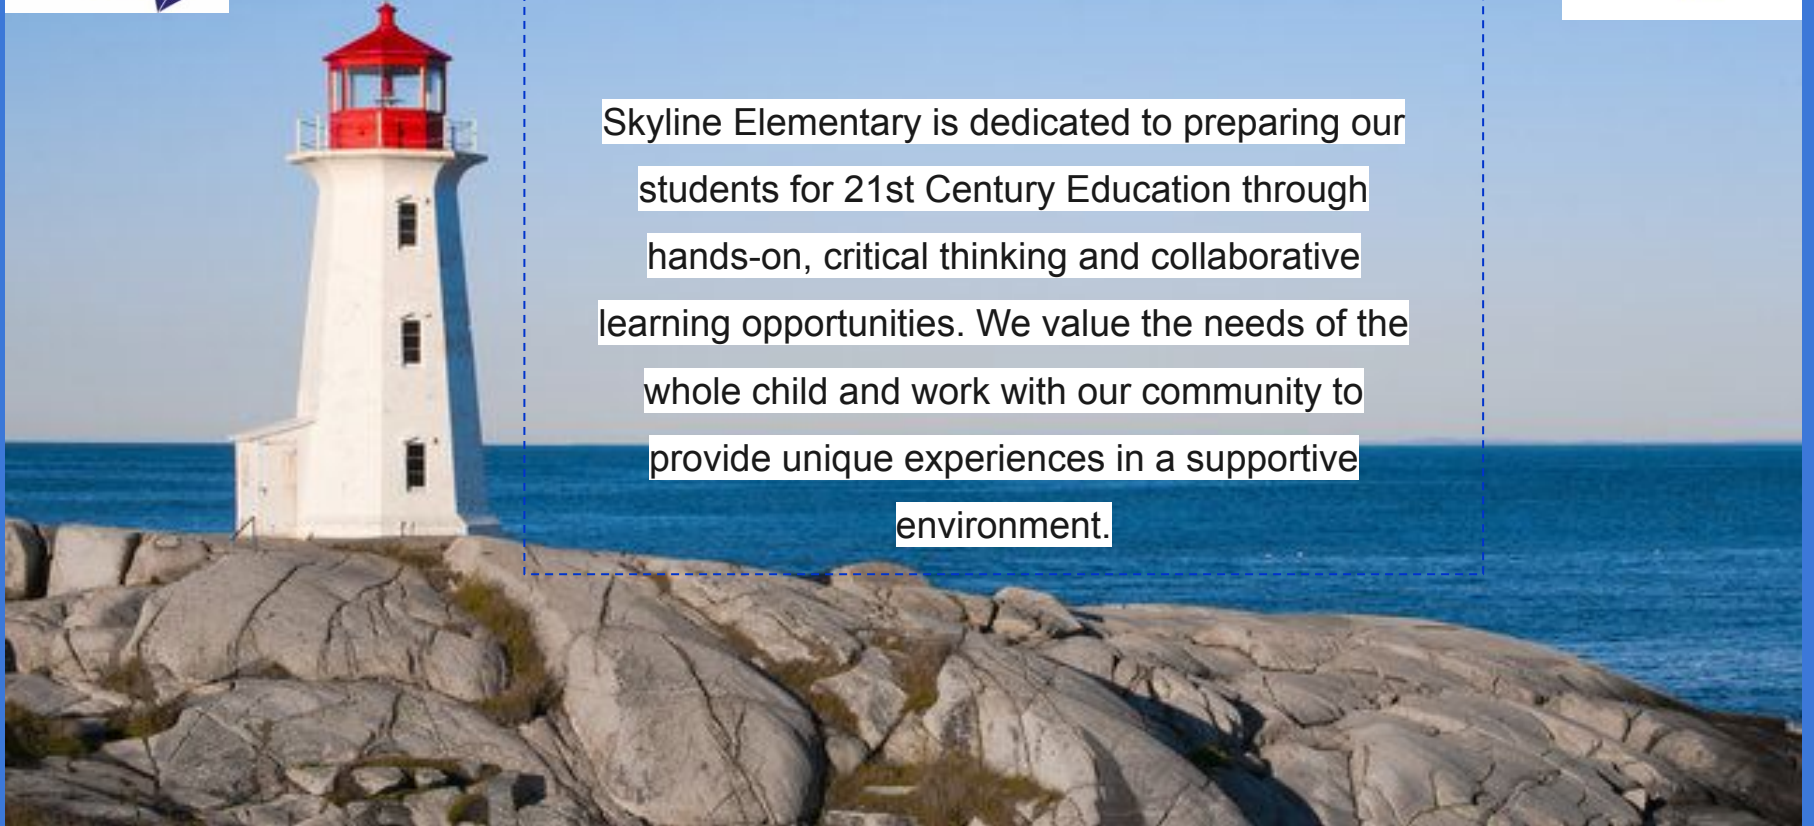 Skyline Elementary is dedicated to preparing our
students for 21st Century Education through
hands-on, critical thinking and collaborative
learning opportunities. We value the needs of the
whole child and work with our community to
provide unique experiences in a supportive
environment.